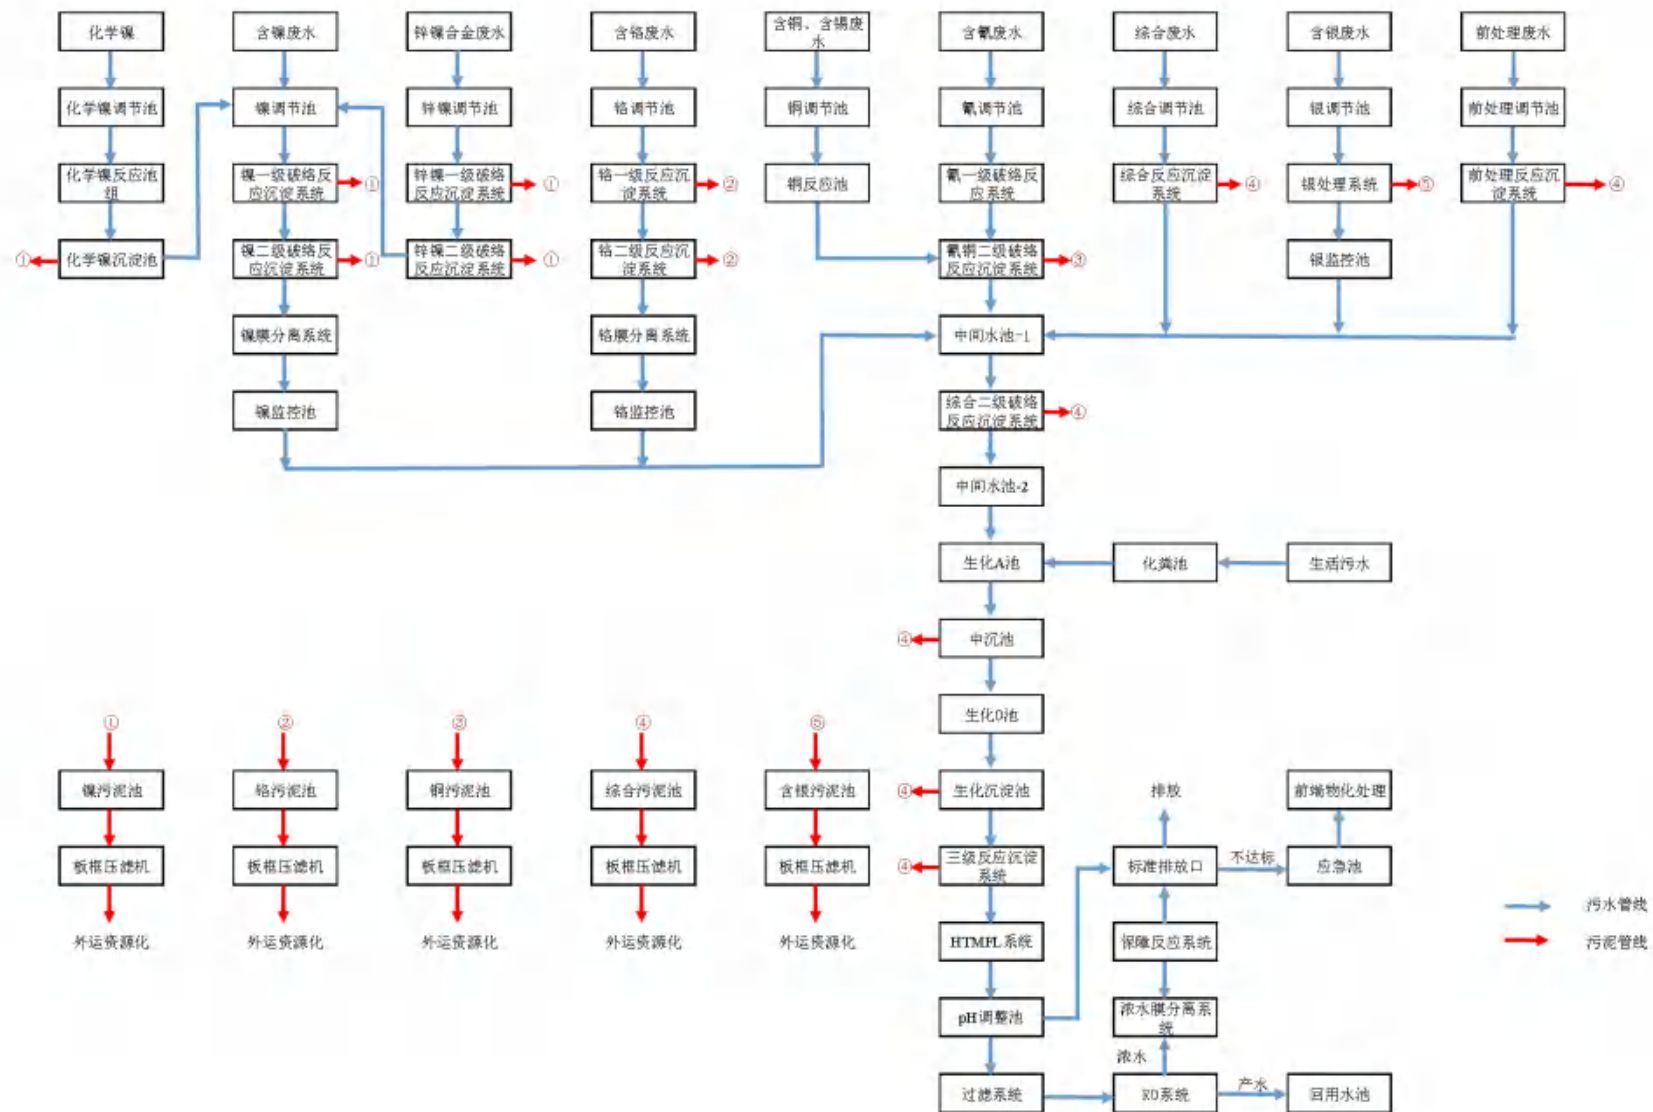 化学镍
含镍废水
锌镍合金废水
含铬废水
含铜、含锡废
水
含氰废水
综合废水
含银废水
前处理废水
化学镍调节池
镍调节池
锌镍调节池
铬调节池
铜调节池
氰调节池
综合调节池
银调节池
前处理调节池
化学镍反应池
组
镍一级破络反
应沉淀系统
①
锌镍一级破络
反应沉淀系统
①
铬一级反应沉
淀系统
②
铜反应池
氰一级破络反
应系统
综合反应沉淀
系统
④
银处理系统
⑤
前处理反应沉
淀系统
④
①
化学镍沉淀池
镍二级破络反
应沉淀系统
①
锌镍二级破络
反应沉淀系统
①
铬二级反应沉
淀系统
②
氰铜二级破络
反应沉淀系统
③
银监控池
镍膜分离系统
铬膜分离系统
中间水池-1
镍监控池
铬监控池
综合二级破络
反应沉淀系统
④
中间水池-2
生化A池
化粪池
生活污水
④
中沉池
生化O池
①
②
③
④
⑤
镍污泥池
铬污泥池
铜污泥池
综合污泥池
含银污泥池
④
生化沉淀池
排放
前端物化处理
板框压滤机
板框压滤机
板框压滤机
板框压滤机
板框压滤机
④
三级反应沉淀
系统
标准排放口
不达标
应急池
外运资源化
外运资源化
外运资源化
外运资源化
外运资源化
HTMFL系统
保障反应系统
污水管线
污泥管线
pH调整池
浓水膜分离系
统
浓水
过滤系统
RO系统
产水
回用水池